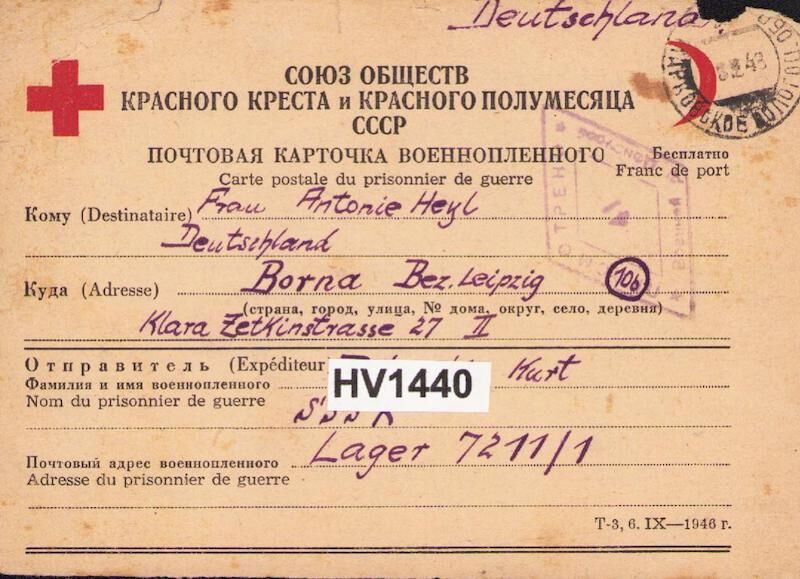 Deutschland
СОЮЗ ОБЩЕСТВ
КРАСНОГО КРЕСТА и КРАСНОГО ПОЛУМЕСЯЦА
СССР
ПОЧТОВАЯ КАРТОЧКА ВОЕННОПЛЕННОГО Бесплатно
Carte postale du prisonnier de guerre Franc de port
Кому (Destinataire) Frau Antonie Heyl
Deutschland
Куда (Adresse) Borna Bez. Leipzig 10b
(страна, город, улица, № дома, округ, село, деревня)
Klara Zetkinstrasse 27 II
Отправитель (Expéditeur Kurt
Фамилия и имя военнопленного
HV1440
Nom du prisonnier de guerre
Lager 7211/1
Почтовый адрес военнопленного
Adresse du prisonnier de guerre
Т-3, 6. IX—1946 г.